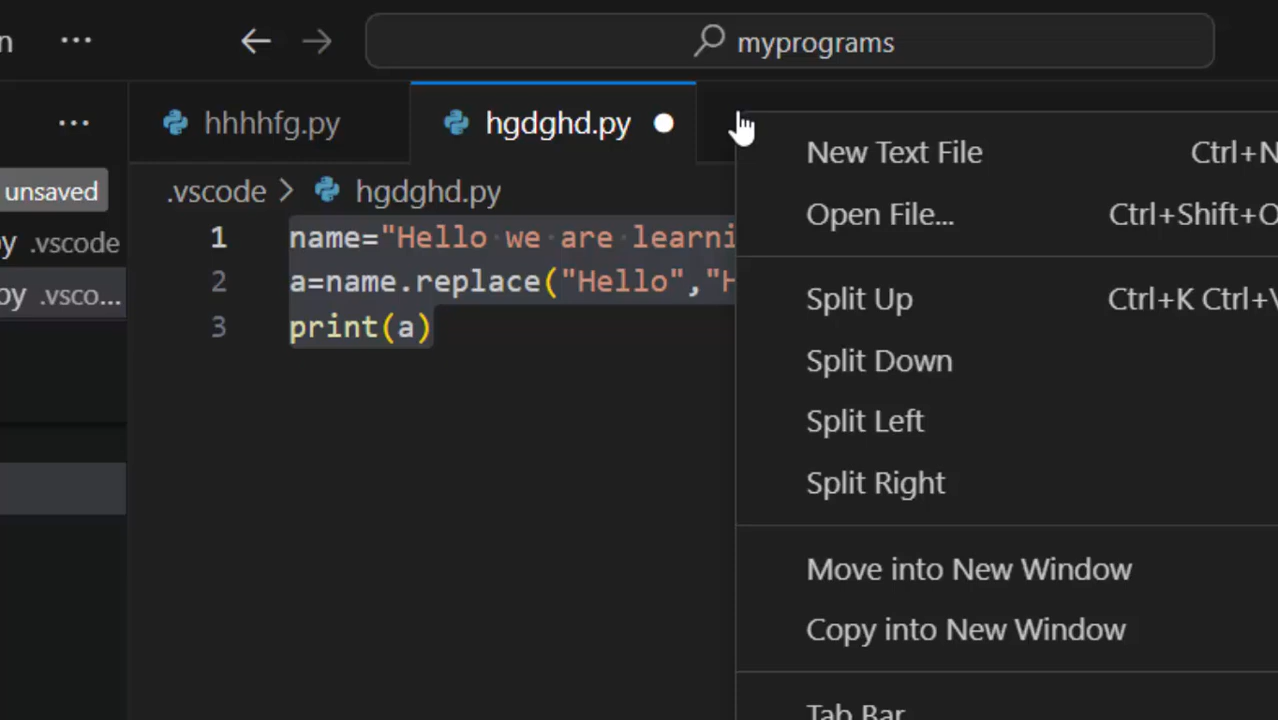 myprograms
hhhhfg.py
hgdghd.py
unsaved
.vscode
.vsco...
.vscode > hgdghd.py
1 name="Hello we are learni
2 a=name.replace("Hello","H
3 print(a)
New Text File Ctrl+N
Open File... Ctrl+Shift+O
Split Up Ctrl+K Ctrl+
Split Down
Split Left
Split Right
Move into New Window
Copy into New Window
Tab Bar